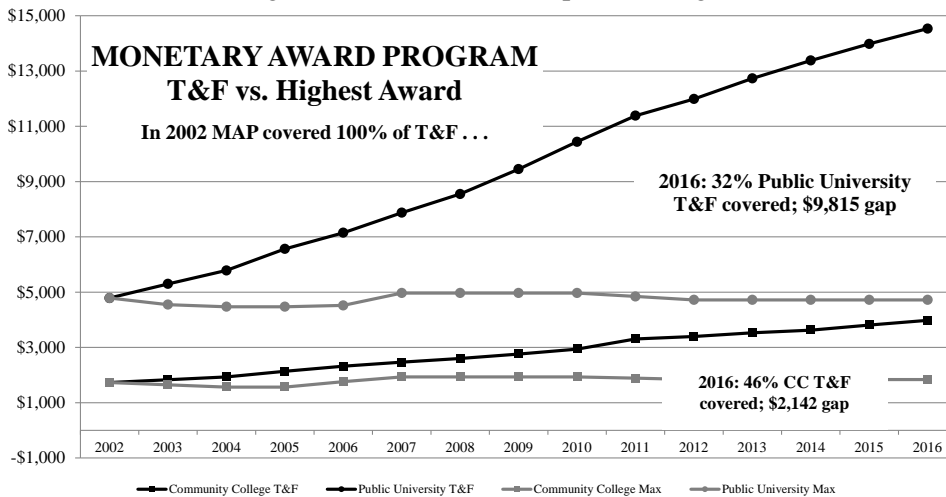 $15,000
MONETARY AWARD PROGRAM
T&F vs. Highest Award
In 2002 MAP covered 100% of T&F . . .
$13,000
$11,000
$9,000
2016: 32% Public University
T&F covered; $9,815 gap
$7,000
$5,000
$3,000
2016: 46% CC T&F
covered; $2,142 gap
$1,000
-$1,000
2002 2003 2004 2005 2006 2007 2008 2009 2010 2011 2012 2013 2014 2015 2016
Community College T&F Public University T&F Community College Max Public University Max